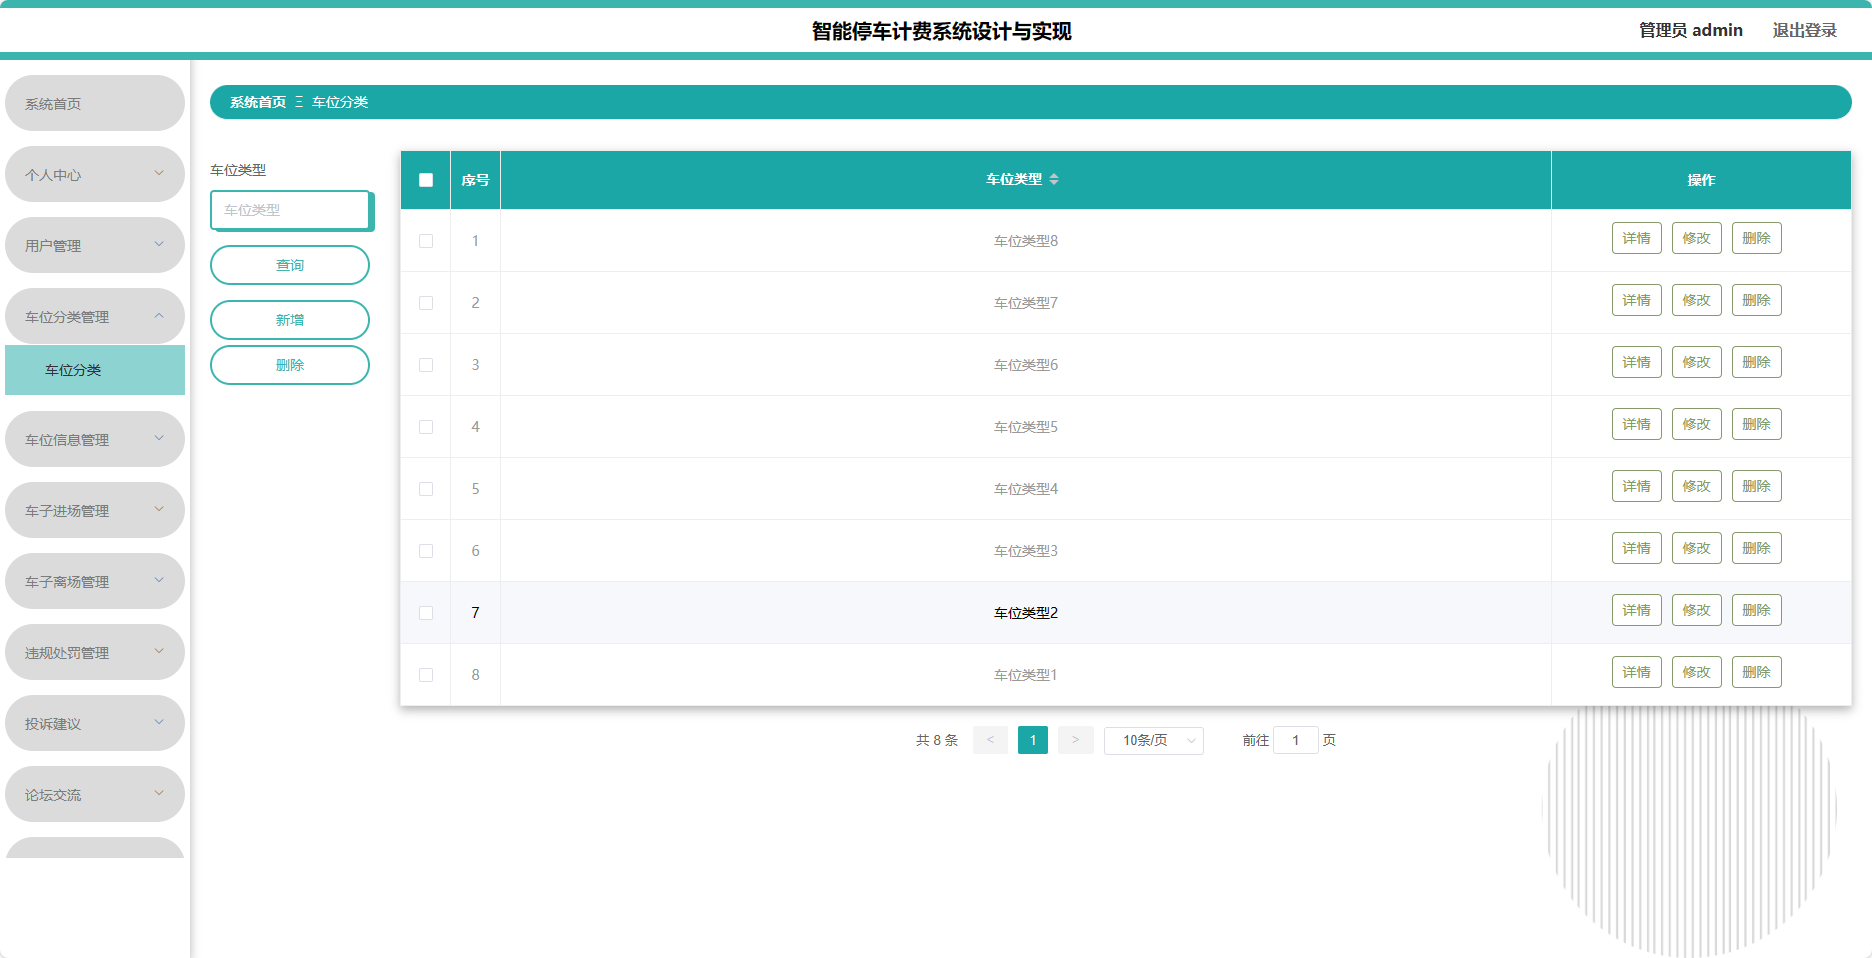 智能停车计费系统设计与实现
管理员 admin 退出登录
系统首页
个人中心
用户管理
车位分类管理
车位分类
车位信息管理
车子进场管理
车子离场管理
违规处罚管理
投诉建议
论坛交流
系统首页 Ξ 车位分类
车位类型
车位类型
查询
新增
删除
序号 车位类型 操作
1 车位类型8 详情 修改 删除
2 车位类型7 详情 修改 删除
3 车位类型6 详情 修改 删除
4 车位类型5 详情 修改 删除
5 车位类型4 详情 修改 删除
6 车位类型3 详情 修改 删除
7 车位类型2 详情 修改 删除
8 车位类型1 详情 修改 删除
共 8 条 < 1 > 10条/页 前往 1 页